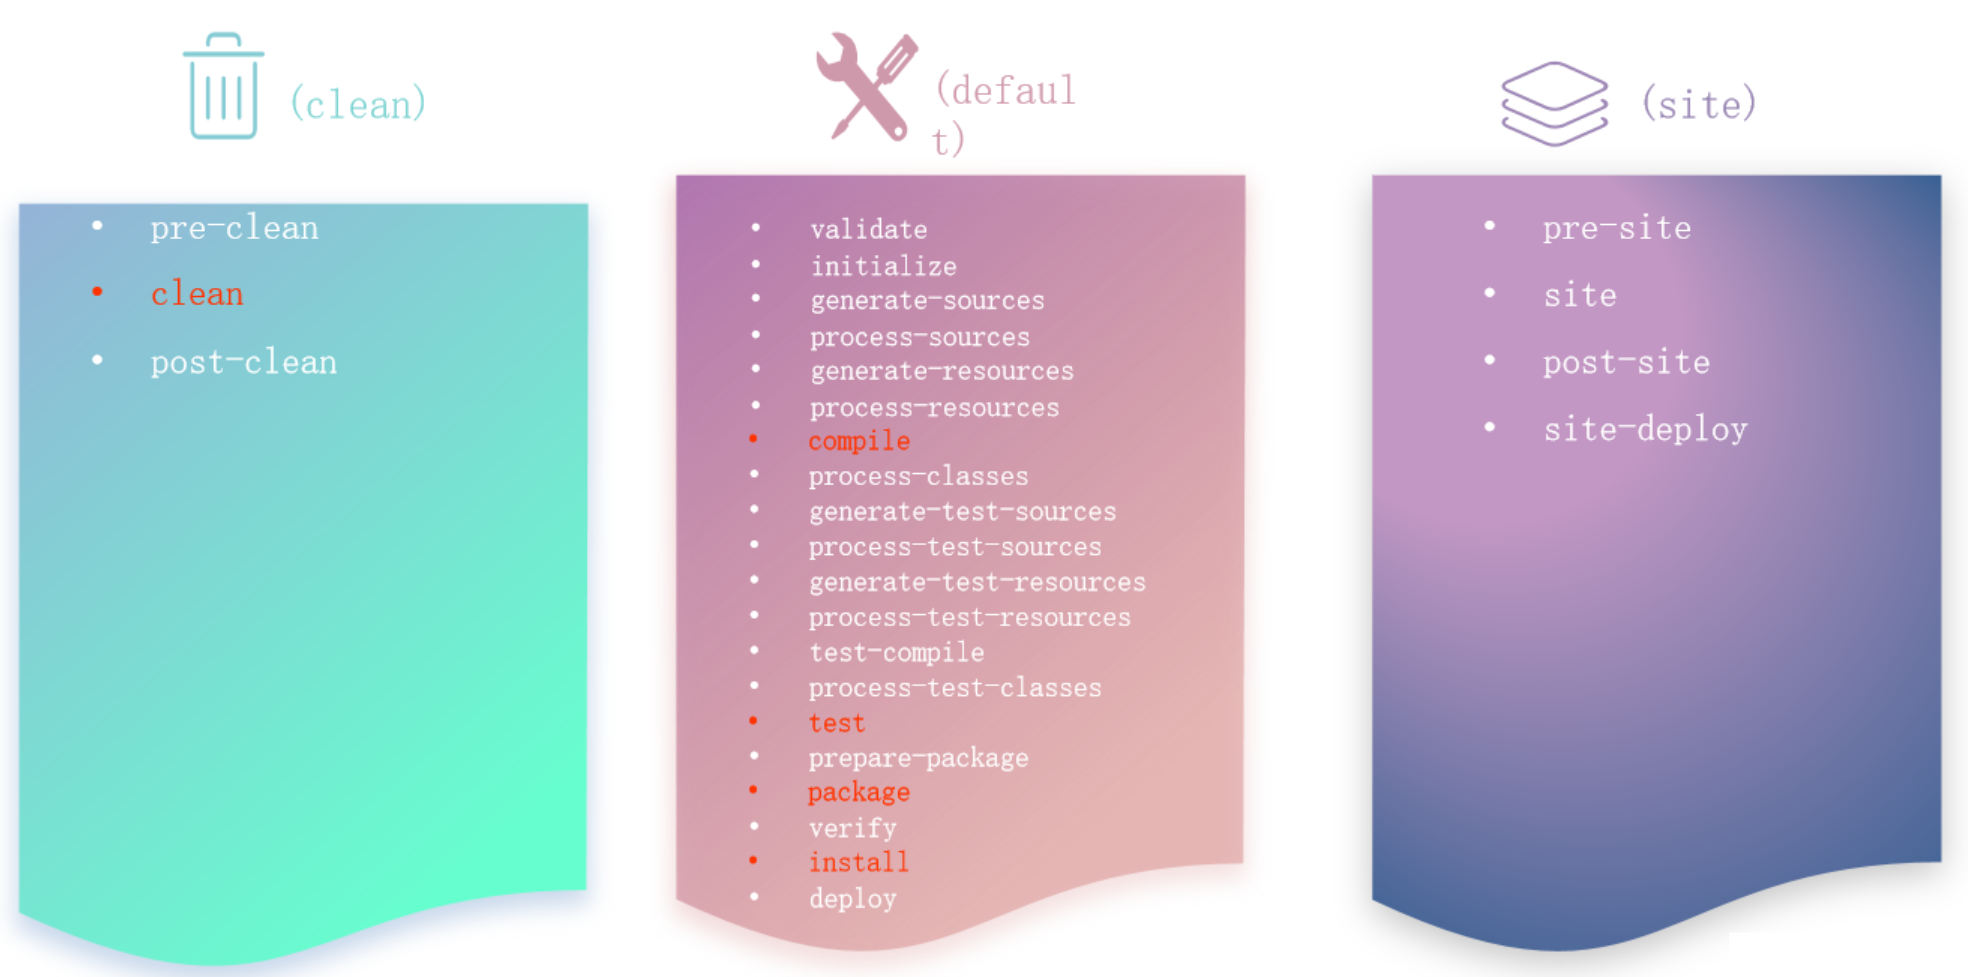 (clean)
• pre-clean
• clean
• post-clean
(defaul
t)
• validate
• initialize
• generate-sources
• process-sources
• generate-resources
• process-resources
• compile
• process-classes
• generate-test-sources
• process-test-sources
• generate-test-resources
• process-test-resources
• test-compile
• process-test-classes
• test
• prepare-package
• package
• verify
• install
• deploy
(site)
• pre-site
• site
• post-site
• site-deploy